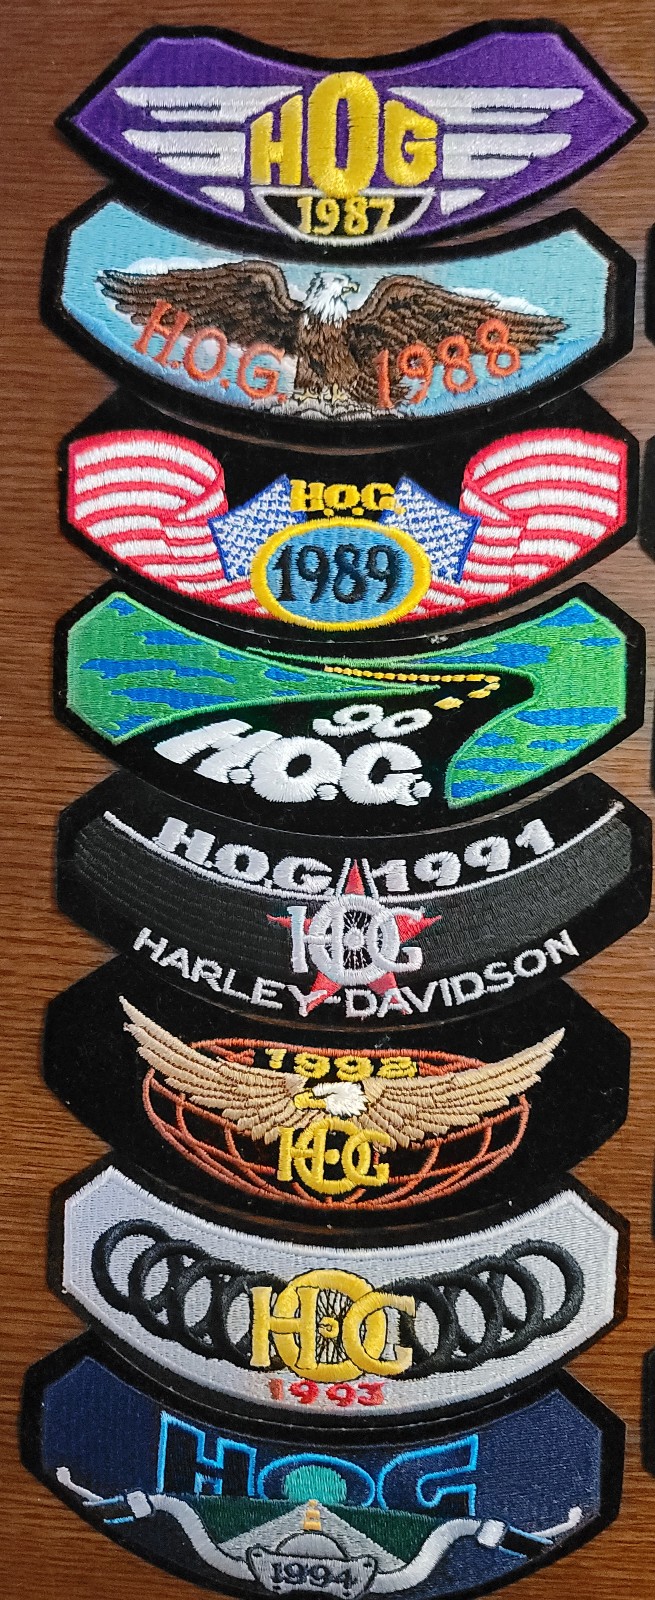 HOG
1987
H.O.G. 1988
H.O.G.
1989
'90
H.O.G.
H.O.G. 1991
HOG
HARLEY-DAVIDSON
1992
HOG
HOG
1993
HOG
1994